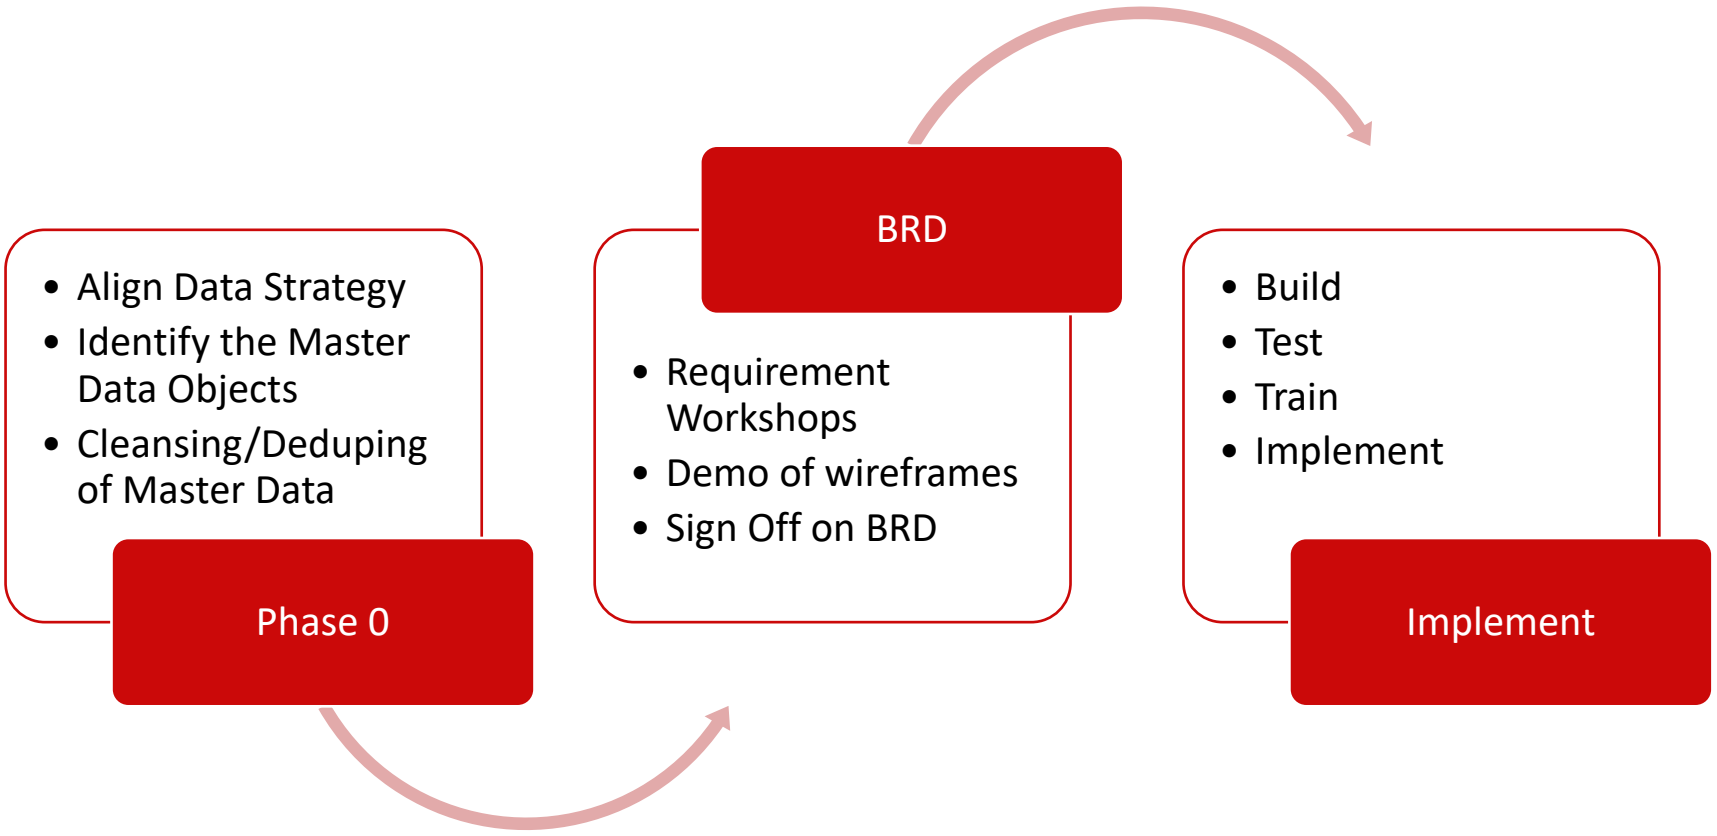 • Align Data Strategy
• Identify the Master
Data Objects
• Cleansing/Deduping
of Master Data
Phase 0
BRD
• Requirement
Workshops
• Demo of wireframes
• Sign Off on BRD
• Build
• Test
• Train
• Implement
Implement